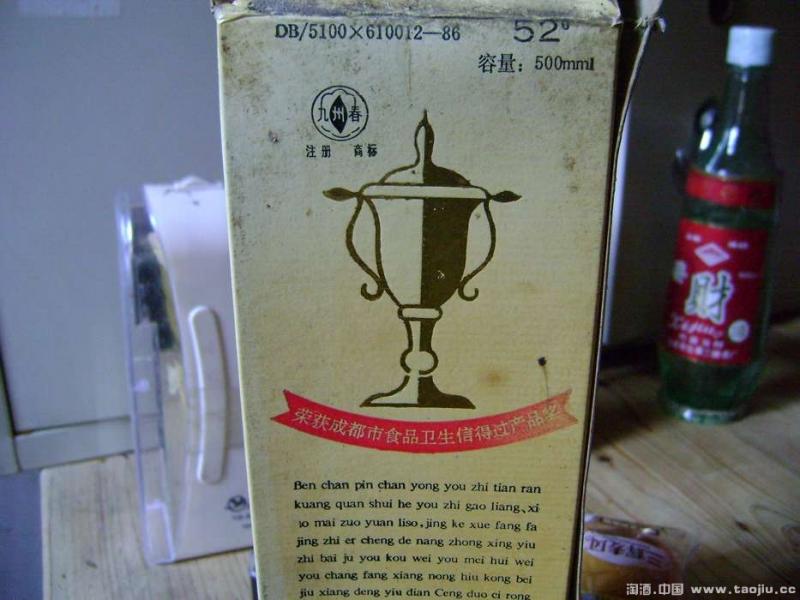 DB/5100×610012—86 52°
容量：500mml
九州春
注册 商标
荣获成都市食品卫生信得过产品奖
Ben chan pin chan yong you zhi tian ran
kuang quan shui he you zhi gao liang、xi
ao mai zuo yuan liso, jing ke xue fang fa
jing zhi er cheng de nang zhong xing yiu
zhi bai ju you kou wei you mei hui wei
you chang fang xiang nong hiu kong bei
jiu xiang deng yiu dian Ceng duo ci rong
財
淘酒.中国 www.taojiu.cc